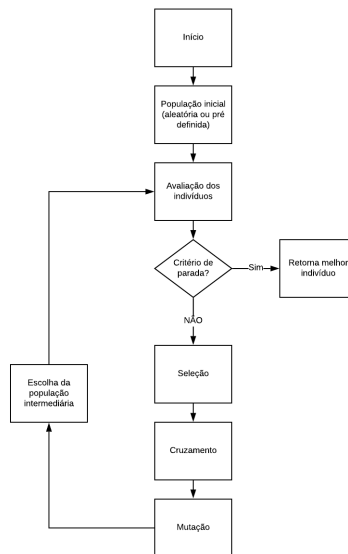 Início
População inicial
(aleatória ou pré
definida)
Avaliação dos
indivíduos
Critério de
parada?
Sim
Retorna melhor
indivíduo
NÃO
Seleção
Escolha da
população
intermediária
Cruzamento
Mutação